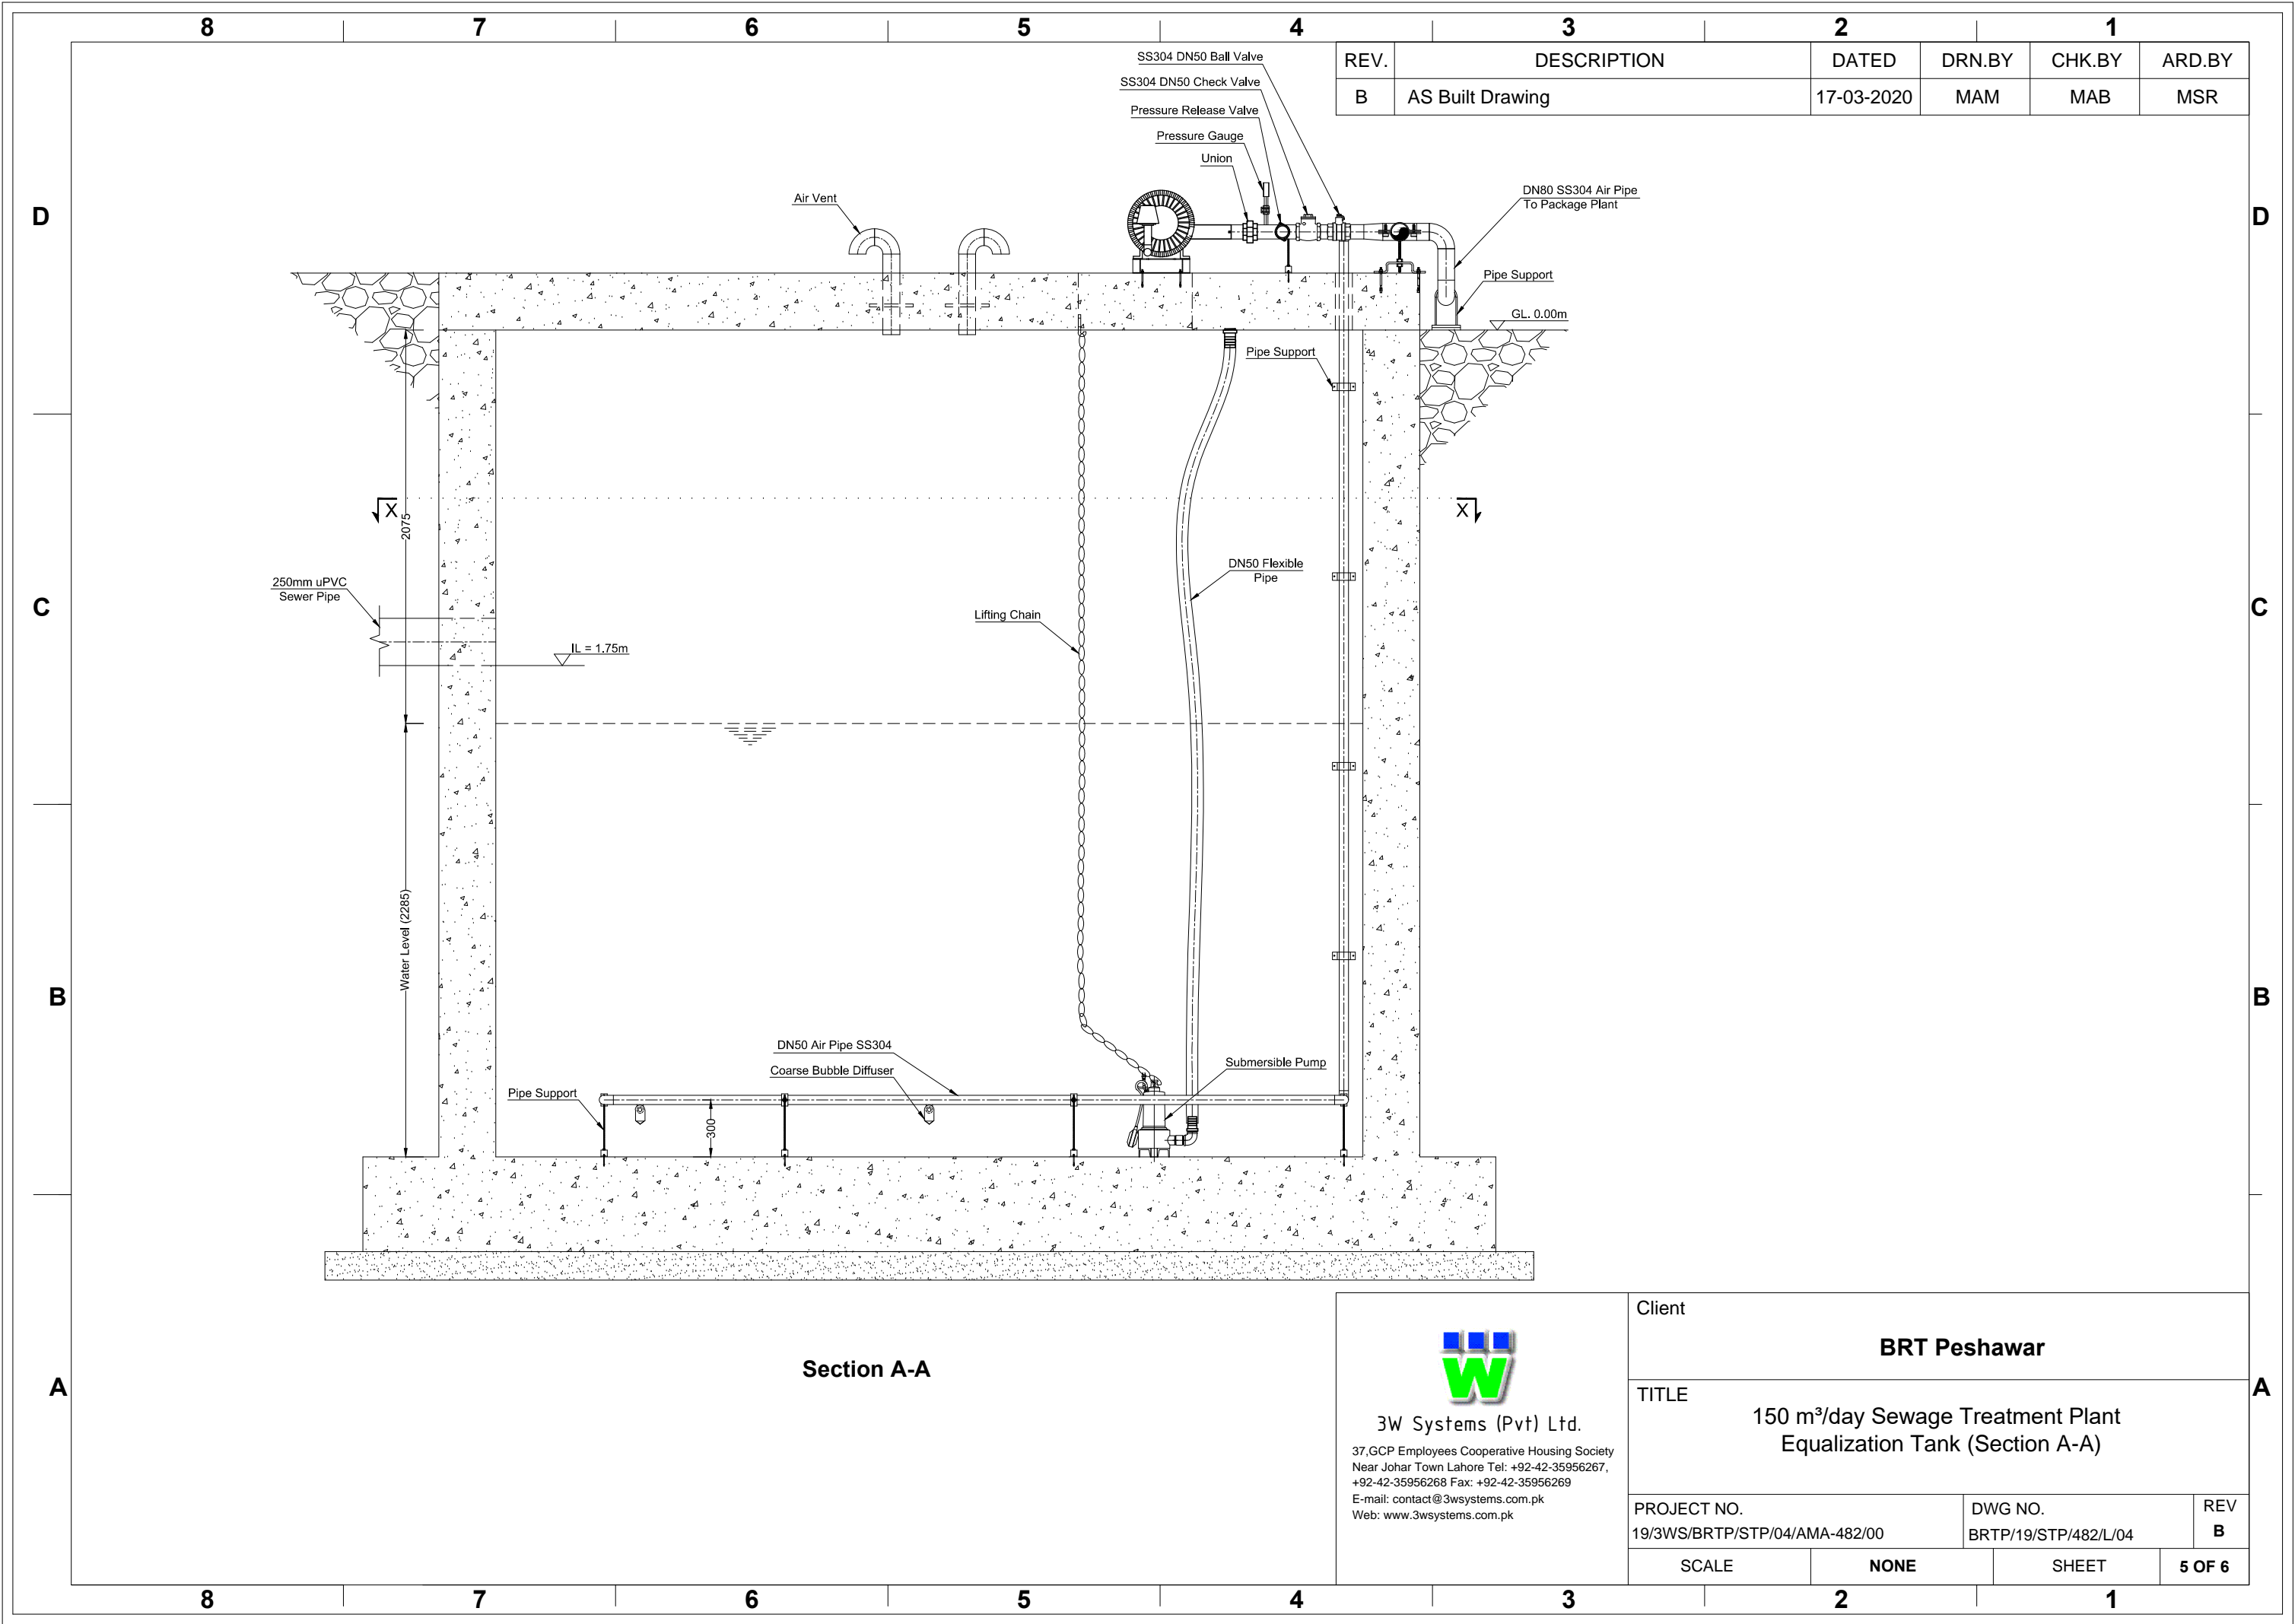 8 7 6 5 4 3 2 1
REV. DESCRIPTION DATED DRN.BY CHK.BY ARD.BY
B AS Built Drawing 17-03-2020 MAM MAB MSR
SS304 DN50 Ball Valve
SS304 DN50 Check Valve
Pressure Release Valve
Pressure Gauge
Union
Air Vent
DN80 SS304 Air Pipe
To Package Plant
D
D
Pipe Support
GL. 0.00m
Pipe Support
X
X
2075
DN50 Flexible
Pipe
250mm uPVC
Sewer Pipe
C
C
Lifting Chain
IL = 1.75m
Water Level (2285)
B
B
DN50 Air Pipe SS304
Coarse Bubble Diffuser
Submersible Pump
Pipe Support
300
Section A-A
A
A
W
3W Systems (Pvt) Ltd.
37,GCP Employees Cooperative Housing Society
Near Johar Town Lahore Tel: +92-42-35956267,
+92-42-35956268 Fax: +92-42-35956269
E-mail: contact@3wsystems.com.pk
Web: www.3wsystems.com.pk
Client
BRT Peshawar
TITLE
150 m³/day Sewage Treatment Plant
Equalization Tank (Section A-A)
PROJECT NO.
19/3WS/BRTP/STP/04/AMA-482/00
DWG NO.
BRTP/19/STP/482/L/04
REV
B
SCALE NONE SHEET 5 OF 6
8 7 6 5 4 3 2 1